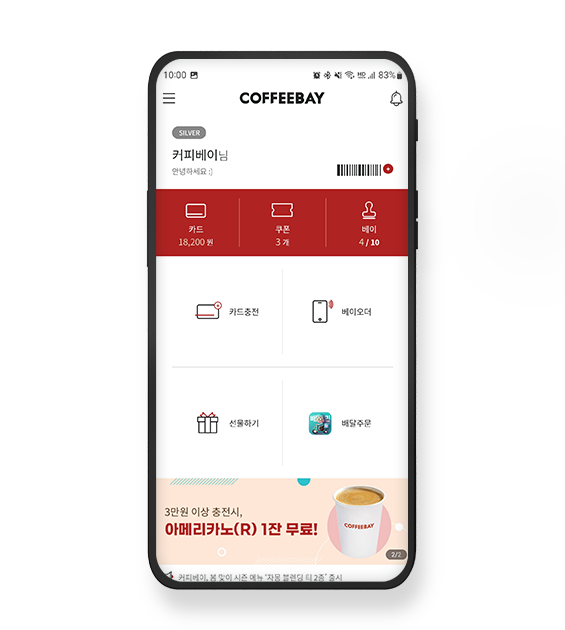 10:00 83%
COFFEEBAY
SILVER
커피베이님
안녕하세요 :)
카드 쿠폰 베이
18,200 원 3 개 4 / 10
카드충전 베이오더
선물하기 배달주문
3만원 이상 충전시,
아메리카노(R) 1잔 무료!
COFFEEBAY
2/2
커피베이, 봄 맞이 시즌 메뉴 '자몽 블렌딩 티 2종' 출시